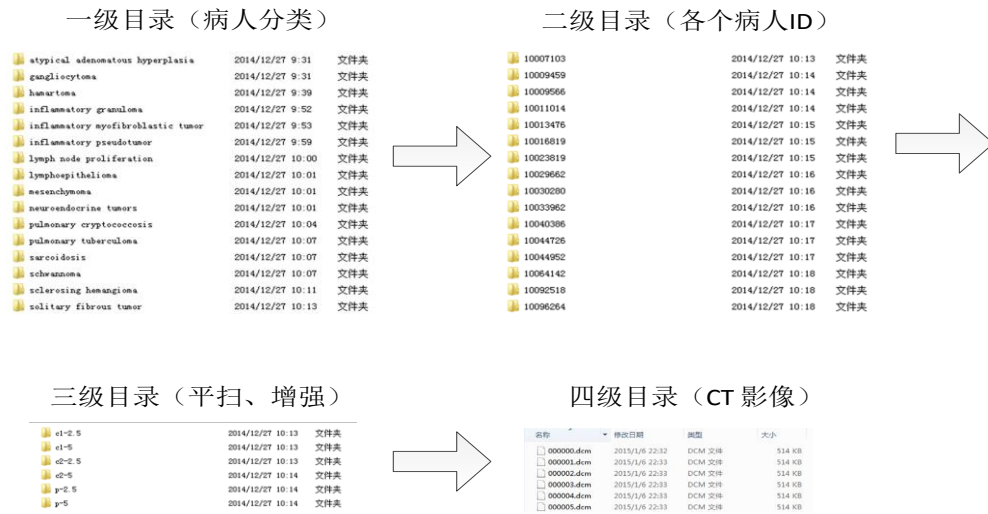 一级目录（病人分类）
atypical adenomatous hyperplasia 2014/12/27 9:31 文件夹
gangliocytoma 2014/12/27 9:31 文件夹
hamartoma 2014/12/27 9:39 文件夹
inflammatory granuloma 2014/12/27 9:52 文件夹
inflammatory myofibroblastic tumor 2014/12/27 9:53 文件夹
inflammatory pseudotumor 2014/12/27 9:59 文件夹
lymph node proliferation 2014/12/27 10:00 文件夹
lymphoepithelioma 2014/12/27 10:01 文件夹
mesenchymoma 2014/12/27 10:01 文件夹
neuroendocrine tumors 2014/12/27 10:01 文件夹
pulmonary cryptococcosis 2014/12/27 10:04 文件夹
pulmonary tuberculoma 2014/12/27 10:07 文件夹
sarcoidosis 2014/12/27 10:07 文件夹
schwannoma 2014/12/27 10:07 文件夹
sclerosing hemangioma 2014/12/27 10:11 文件夹
solitary fibrous tumor 2014/12/27 10:13 文件夹
二级目录（各个病人ID）
10007103 2014/12/27 10:13 文件夹
10009459 2014/12/27 10:14 文件夹
10009566 2014/12/27 10:14 文件夹
10011014 2014/12/27 10:14 文件夹
10013476 2014/12/27 10:15 文件夹
10016819 2014/12/27 10:15 文件夹
10023819 2014/12/27 10:15 文件夹
10029662 2014/12/27 10:16 文件夹
10030280 2014/12/27 10:16 文件夹
10033962 2014/12/27 10:16 文件夹
10040386 2014/12/27 10:17 文件夹
10044726 2014/12/27 10:17 文件夹
10044952 2014/12/27 10:17 文件夹
10064142 2014/12/27 10:18 文件夹
10092518 2014/12/27 10:18 文件夹
10096264 2014/12/27 10:18 文件夹
三级目录（平扫、增强）
c1-2.5 2014/12/27 10:13 文件夹
c1-5 2014/12/27 10:13 文件夹
c2-2.5 2014/12/27 10:13 文件夹
c2-5 2014/12/27 10:14 文件夹
p-2.5 2014/12/27 10:14 文件夹
p-5 2014/12/27 10:14 文件夹
四级目录（CT 影像）
名称 修改日期 类型 大小
000000.dcm 2015/1/6 22:32 DCM 文件 514 KB
000001.dcm 2015/1/6 22:33 DCM 文件 514 KB
000002.dcm 2015/1/6 22:33 DCM 文件 514 KB
000003.dcm 2015/1/6 22:33 DCM 文件 514 KB
000004.dcm 2015/1/6 22:33 DCM 文件 514 KB
000005.dcm 2015/1/6 22:33 DCM 文件 514 KB